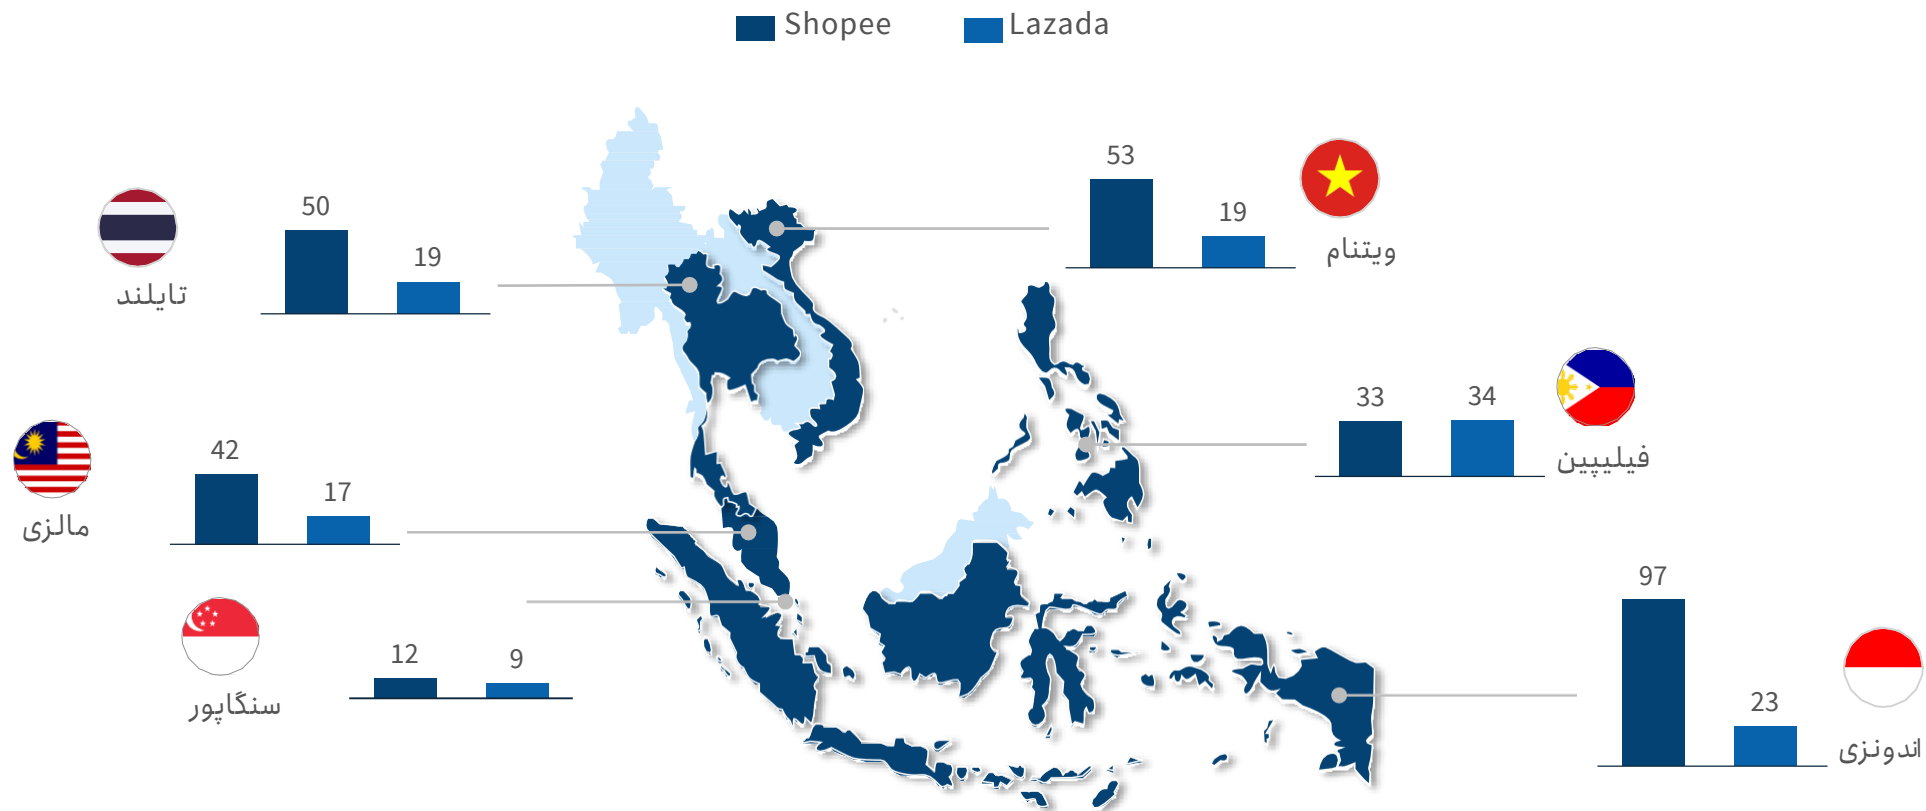 Shopee
Lazada
53
19
ویتنام
50
19
تایلند
33
34
فیلیپین
42
17
مالزی
97
23
اندونزی
12
9
سنگاپور